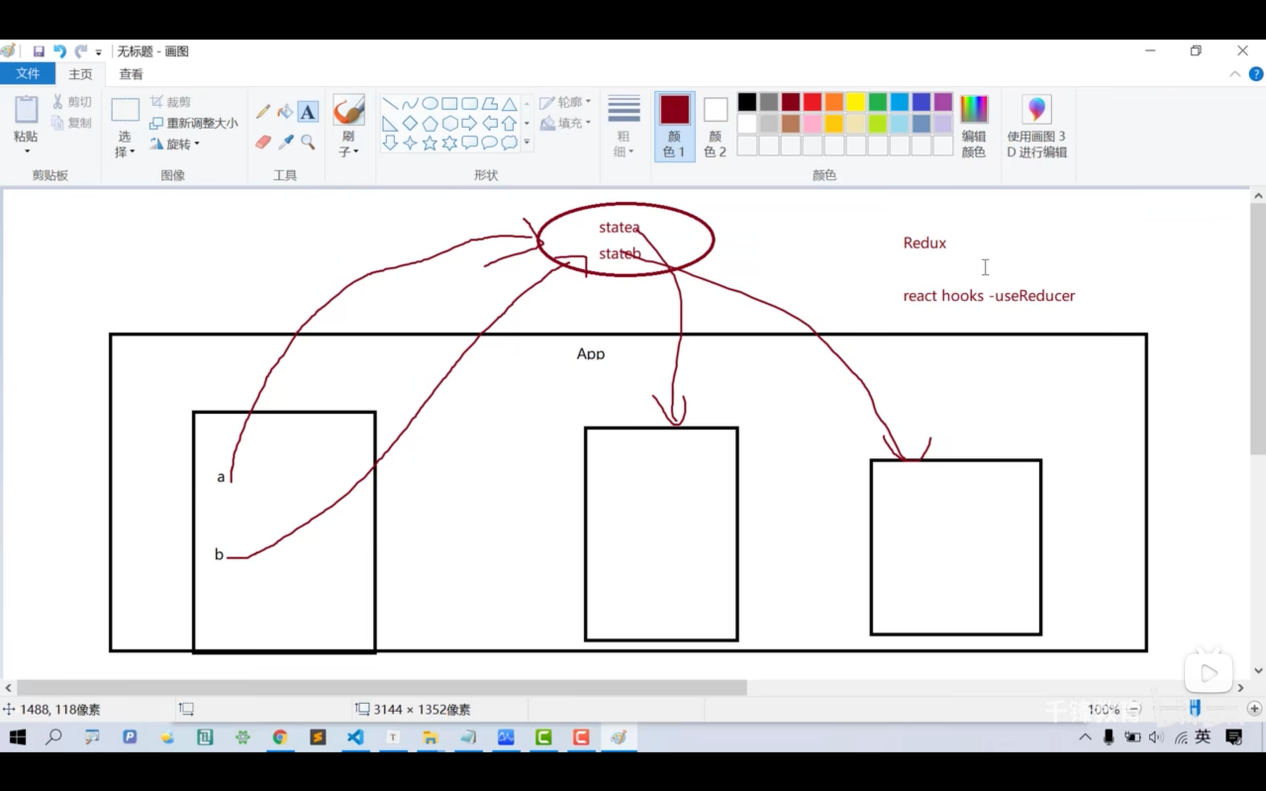 无标题 - 画图
文件
主页
查看
粘贴
剪切
复制
剪贴板
选
择
裁剪
重新调整大小
旋转
图像
A
工具
刷
子
形状
轮廓
填充
粗
细
颜
色 1
颜
色 2
颜色
编辑
颜色
使用画图 3
D 进行编辑
statea
stateb
Redux
react hooks -useReducer
App
a
b
1488, 118像素
3144 × 1352像素
100%
英